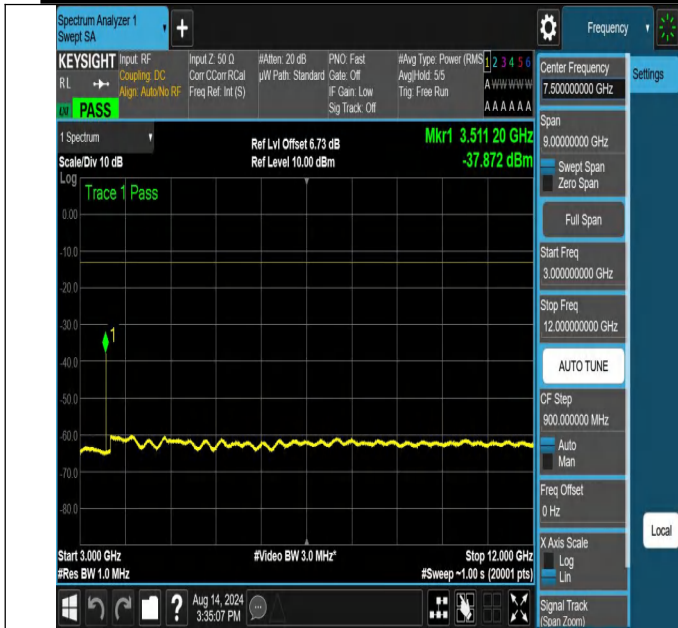 Spectrum Analyzer 1
Swept SA
+
Frequency
KEYSIGHT
RL
PASS
Input: RF
Coupling: DC
Align: Auto/No RF
Input Z: 50 Ω
Corr CCorr RCal
Freq Ref: Int (S)
#Atten: 20 dB
µW Path: Standard
PNO: Fast
Gate: Off
IF Gain: Low
Sig Track: Off
#Avg Type: Power (RMS
Avg|Hold: 5/5
Trig: Free Run
1 2 3 4 5 6
A W W W W W
A A A A A A
1 Spectrum
Scale/Div 10 dB
Ref Lvl Offset 6.73 dB
Ref Level 10.00 dBm
Mkr1 3.511 20 GHz
-37.872 dBm
Log
Trace 1 Pass
0.00
-10.0
-20.0
-30.0
1
-40.0
-50.0
-60.0
-70.0
-80.0
Start 3.000 GHz
#Res BW 1.0 MHz
#Video BW 3.0 MHz*
Stop 12.000 GHz
#Sweep ~1.00 s (20001 pts)
?
Aug 14, 2024
3:35:07 PM
Center Frequency
7.500000000 GHz
Settings
Span
9.00000000 GHz
Swept Span
Zero Span
Full Span
Start Freq
3.000000000 GHz
Stop Freq
12.000000000 GHz
AUTO TUNE
CF Step
900.000000 MHz
Auto
Man
Freq Offset
0 Hz
Local
X Axis Scale
Log
Lin
Signal Track
(Span Zoom)